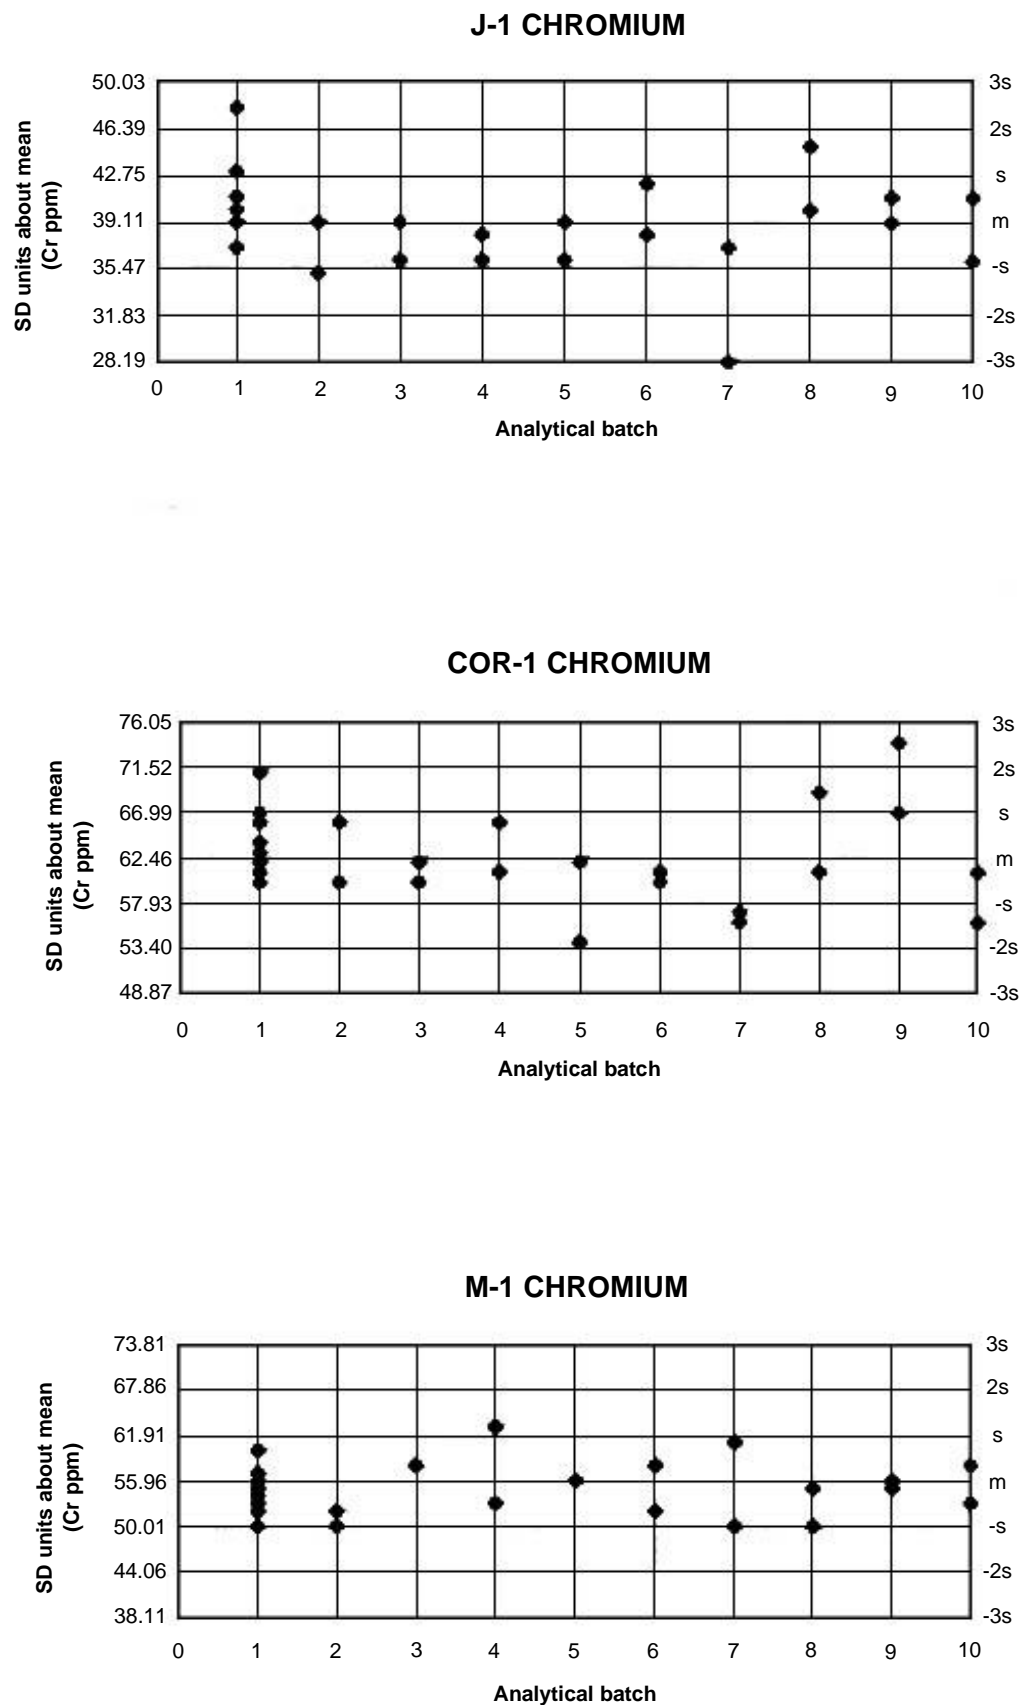 J-1 CHROMIUM
SD units about mean
(Cr ppm)
50.03 3s
46.39 2s
42.75 s
39.11 m
35.47 -s
31.83 -2s
28.19 -3s
0 1 2 3 4 5 6 7 8 9 10
Analytical batch
COR-1 CHROMIUM
SD units about mean
(Cr ppm)
76.05 3s
71.52 2s
66.99 s
62.46 m
57.93 -s
53.40 -2s
48.87 -3s
0 1 2 3 4 5 6 7 8 9 10
Analytical batch
M-1 CHROMIUM
SD units about mean
(Cr ppm)
73.81 3s
67.86 2s
61.91 s
55.96 m
50.01 -s
44.06 -2s
38.11 -3s
0 1 2 3 4 5 6 7 8 9 10
Analytical batch